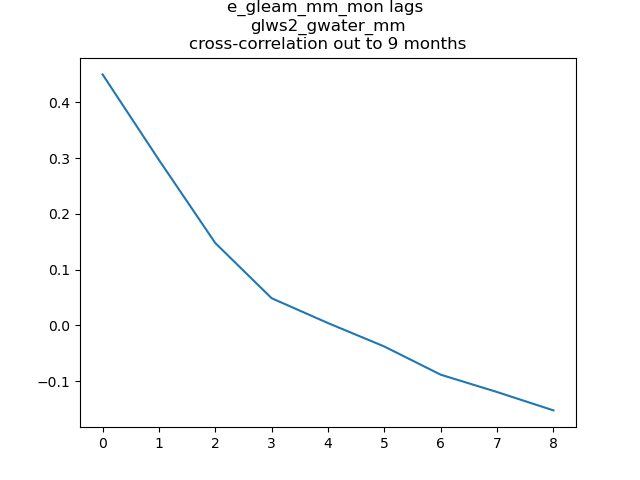 e_gleam_mm_mon lags
glws2_gwater_mm
cross-correlation out to 9 months
0.4
0.3
0.2
0.1
0.0
−0.1
0 1 2 3 4 5 6 7 8